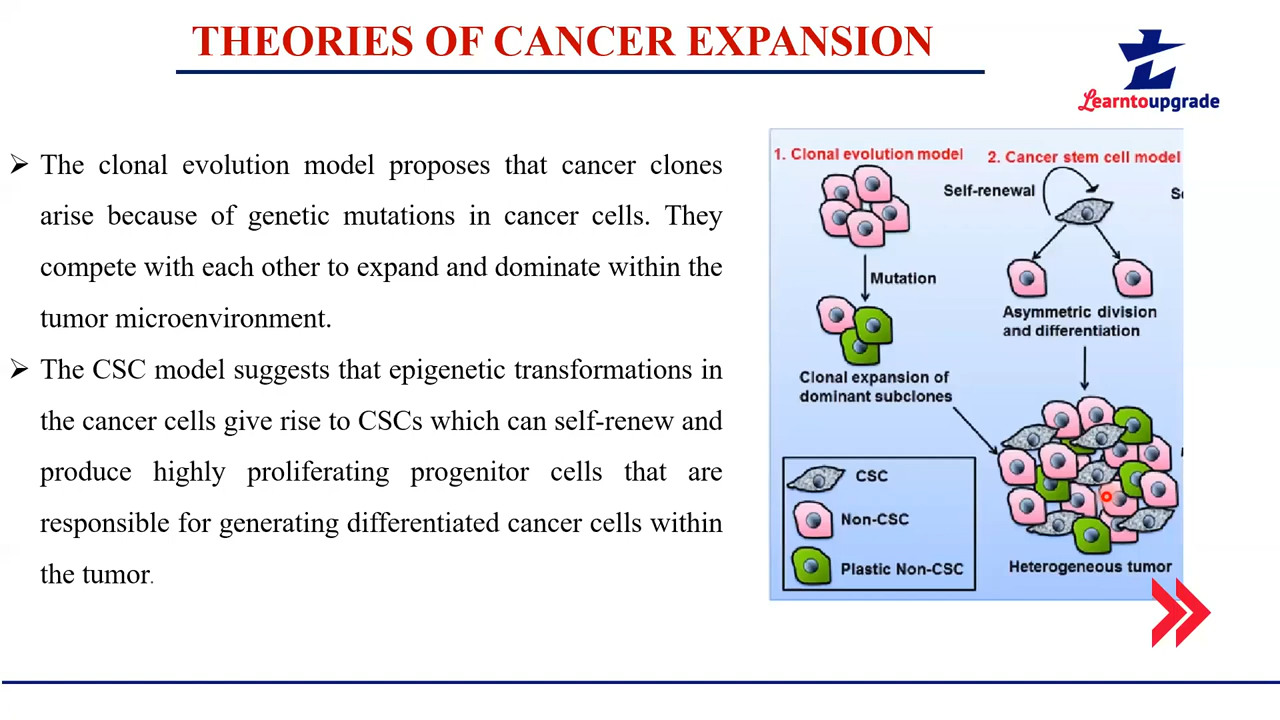 THEORIES OF CANCER EXPANSION
Learntoupgrade
➢ The clonal evolution model proposes that cancer clones
arise because of genetic mutations in cancer cells. They
compete with each other to expand and dominate within the
tumor microenvironment.
➢ The CSC model suggests that epigenetic transformations in
the cancer cells give rise to CSCs which can self-renew and
produce highly proliferating progenitor cells that are
responsible for generating differentiated cancer cells within
the tumor.
1. Clonal evolution model
Mutation
Clonal expansion of
dominant subclones
2. Cancer stem cell model
Self-renewal
Asymmetric division
and differentiation
Heterogeneous tumor
CSC
Non-CSC
Plastic Non-CSC